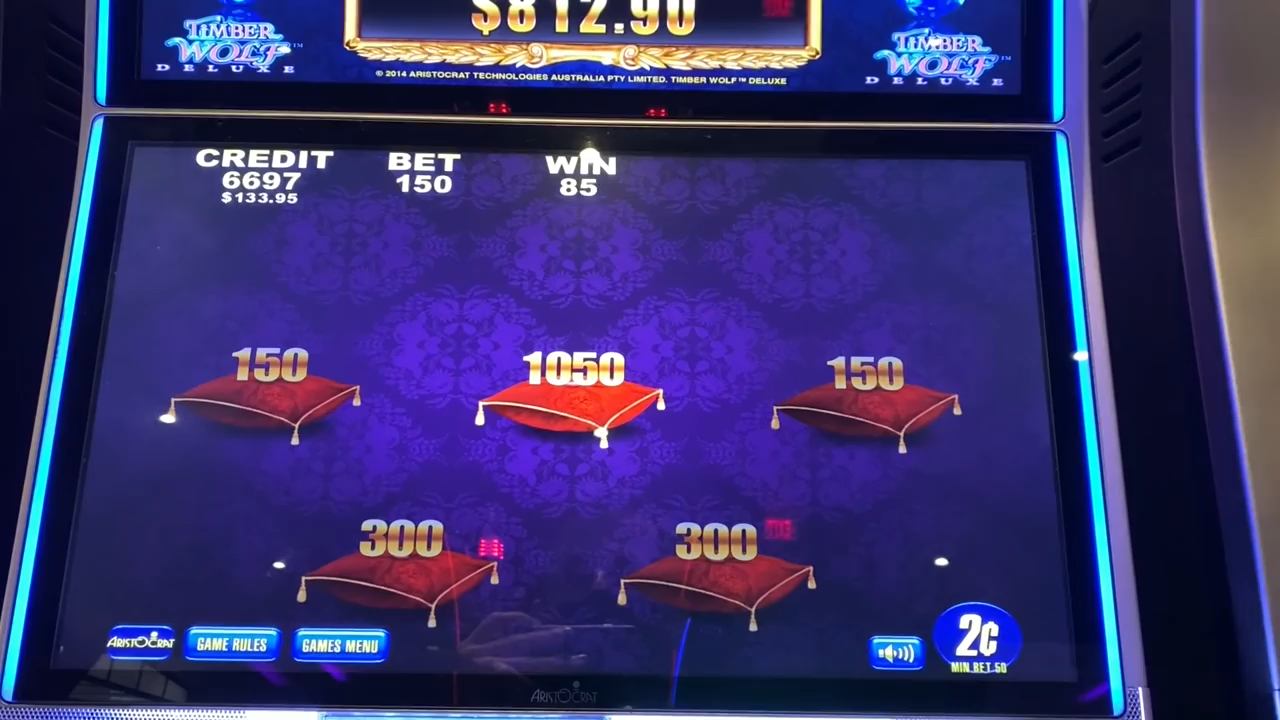 $812.90
TIMBER WOLF™ DELUXE
TIMBER WOLF™ DELUXE
© 2014 ARISTOCRAT TECHNOLOGIES AUSTRALIA PTY LIMITED. TIMBER WOLF™ DELUXE
CREDIT BET WIN
6697 150 85
$133.95
150 1050 150
300 300
ARISTOCRAT GAME RULES GAMES MENU
2¢
MIN BET 50
ARISTOCRAT